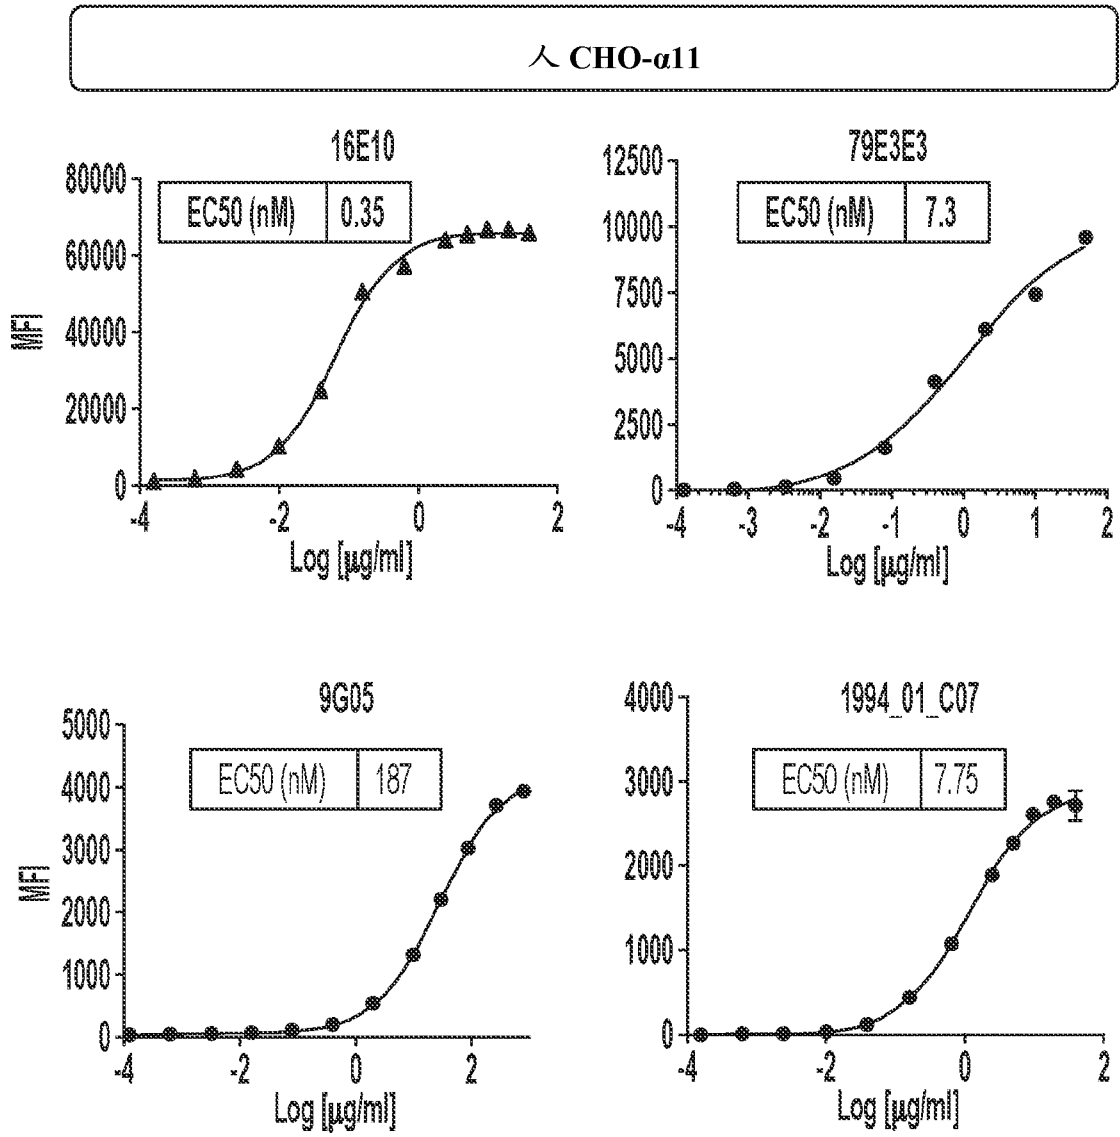 人 CHO-α11
16E10
EC50 (nM) 0.35
MFI
80000
60000
40000
20000
0
-4 -2 0 2
Log [μg/ml]
79E3E3
EC50 (nM) 7.3
12500
10000
7500
5000
2500
0
-4 -3 -2 -1 0 1 2
Log [μg/ml]
9G05
EC50 (nM) 187
MFI
5000
4000
3000
2000
1000
0
-4 -2 0 2
Log [μg/ml]
1994_01_C07
EC50 (nM) 7.75
4000
3000
2000
1000
0
-4 -2 0 2
Log [μg/ml]